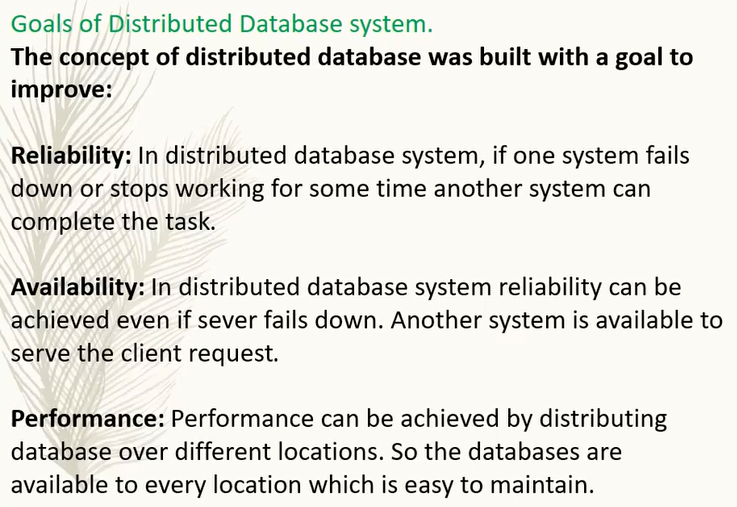 Goals of Distributed Database system.
The concept of distributed database was built with a goal to
improve:
Reliability: In distributed database system, if one system fails
down or stops working for some time another system can
complete the task.
Availability: In distributed database system reliability can be
achieved even if sever fails down. Another system is available to
serve the client request.
Performance: Performance can be achieved by distributing
database over different locations. So the databases are
available to every location which is easy to maintain.